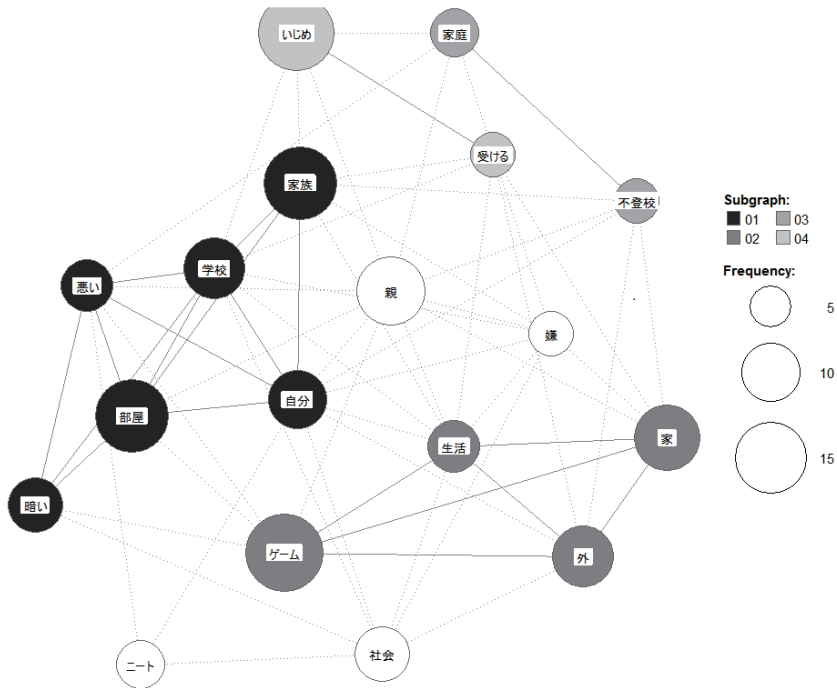 いじめ
家庭
受ける
家族
不登校
Subgraph:
01
03
02
04
学校
悪い
親
Frequency:
5
嫌
10
自分
部屋
生活
家
15
暗い
ゲーム
外
ニート
社会